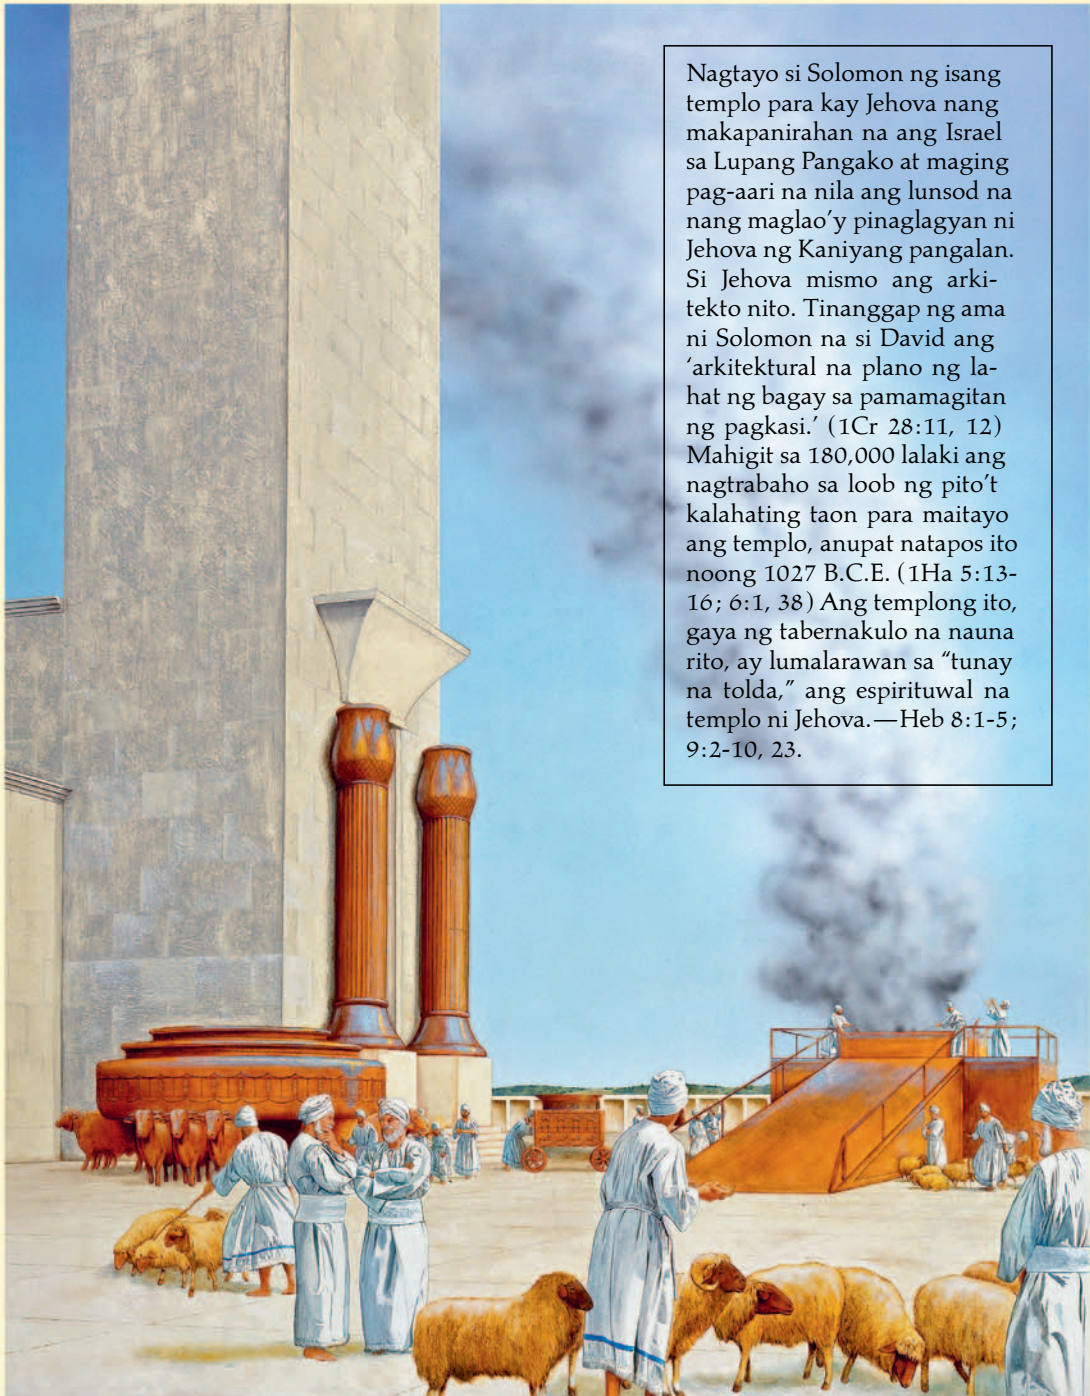 Nagtayo si Solomon ng isang
templo para kay Jehova nang
makapanirahan na ang Israel
sa Lupang Pangako at maging
pag-aari na nila ang lunsod na
nang maglao’y pinaglagyan ni
Jehova ng Kaniyang pangalan.
Si Jehova mismo ang arki-
tekto nito. Tinanggap ng ama
ni Solomon na si David ang
‘arkitektural na plano ng la-
hat ng bagay sa pamamagitan
ng pagkasi.’ (1Cr 28:11, 12)
Mahigit sa 180,000 lalaki ang
nagtrabaho sa loob ng pito’t
kalahating taon para maitayo
ang templo, anupat natapos ito
noong 1027 B.C.E. (1Ha 5:13-
16; 6:1, 38) Ang templong ito,
gaya ng tabernakulo na nauna
rito, ay lumalarawan sa “tunay
na tolda,” ang espirituwal na
templo ni Jehova.—Heb 8:1-5;
9:2-10, 23.